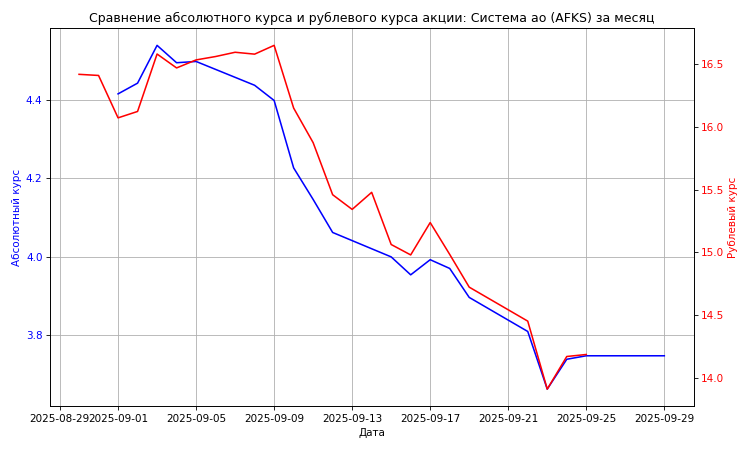 Сравнение абсолютного курса и рублевого курса акции: Система ао (AFKS) за месяц
Абсолютный курс
4.4
4.2
4.0
3.8
16.5
16.0
15.5
15.0
14.5
14.0
Рублевый курс
2025-08-29 2025-09-01 2025-09-05 2025-09-09 2025-09-13 2025-09-17 2025-09-21 2025-09-25 2025-09-29
Дата